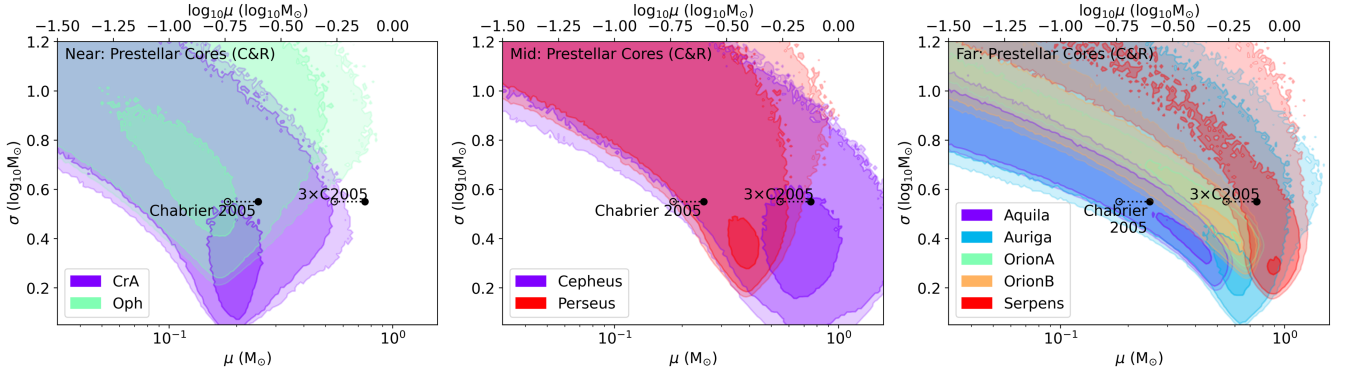 log₁₀μ (log₁₀M⊙)
−1.50 −1.25 −1.00 −0.75 −0.50 −0.25 0.00
Near: Prestellar Cores (C&R)
1.2
1.0
0.8
0.6
0.4
0.2
σ (log₁₀M⊙)
Chabrier 2005
3×C2005
CrA
Oph
10⁻¹ 10⁰
μ (M⊙)
log₁₀μ (log₁₀M⊙)
−1.50 −1.25 −1.00 −0.75 −0.50 −0.25 0.00
Mid: Prestellar Cores (C&R)
1.2
1.0
0.8
0.6
0.4
0.2
σ (log₁₀M⊙)
Chabrier 2005
3×C2005
Cepheus
Perseus
10⁻¹ 10⁰
μ (M⊙)
log₁₀μ (log₁₀M⊙)
−1.50 −1.25 −1.00 −0.75 −0.50 −0.25 0.00
Far: Prestellar Cores (C&R)
1.2
1.0
0.8
0.6
0.4
0.2
σ (log₁₀M⊙)
Chabrier
2005
3×C2005
Aquila
Auriga
OrionA
OrionB
Serpens
10⁻¹ 10⁰
μ (M⊙)